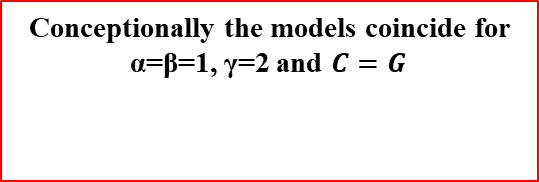 Conceptionally the models coincide for
α=β=1, γ=2 and C = G